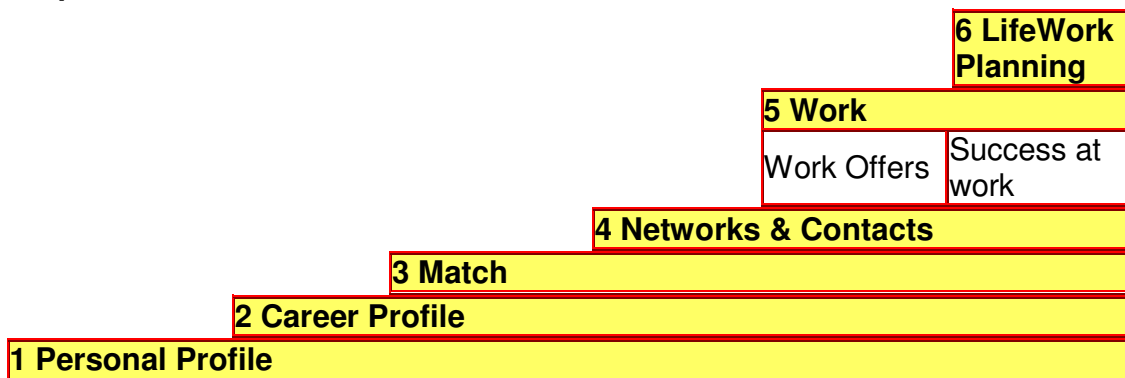 6 LifeWork
Planning
5 Work
Work Offers
Success at
work
4 Networks & Contacts
3 Match
2 Career Profile
1 Personal Profile